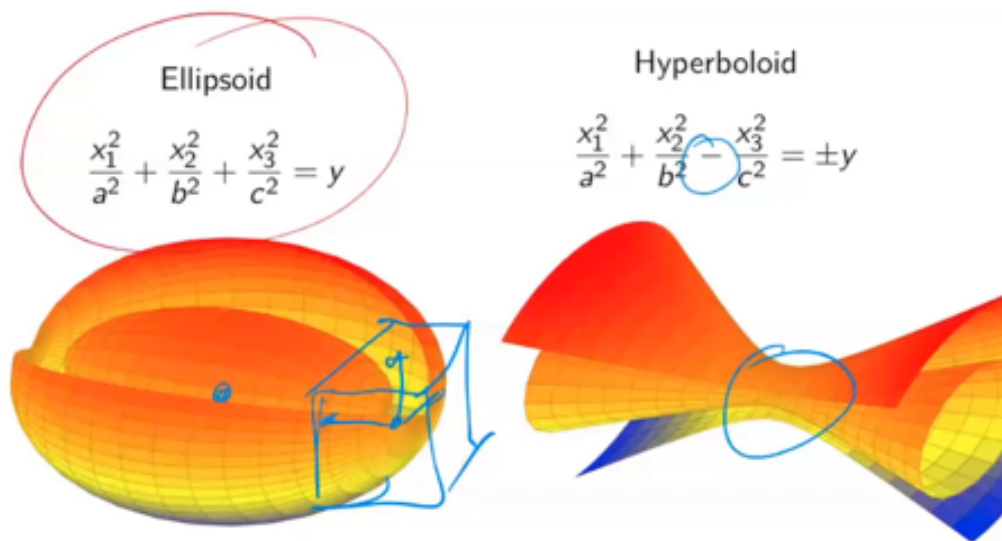 Ellipsoid
x₁²/a² + x₂²/b² + x₃²/c² = y
Hyperboloid
x₁²/a² + x₂²/b² − x₃²/c² = ±y